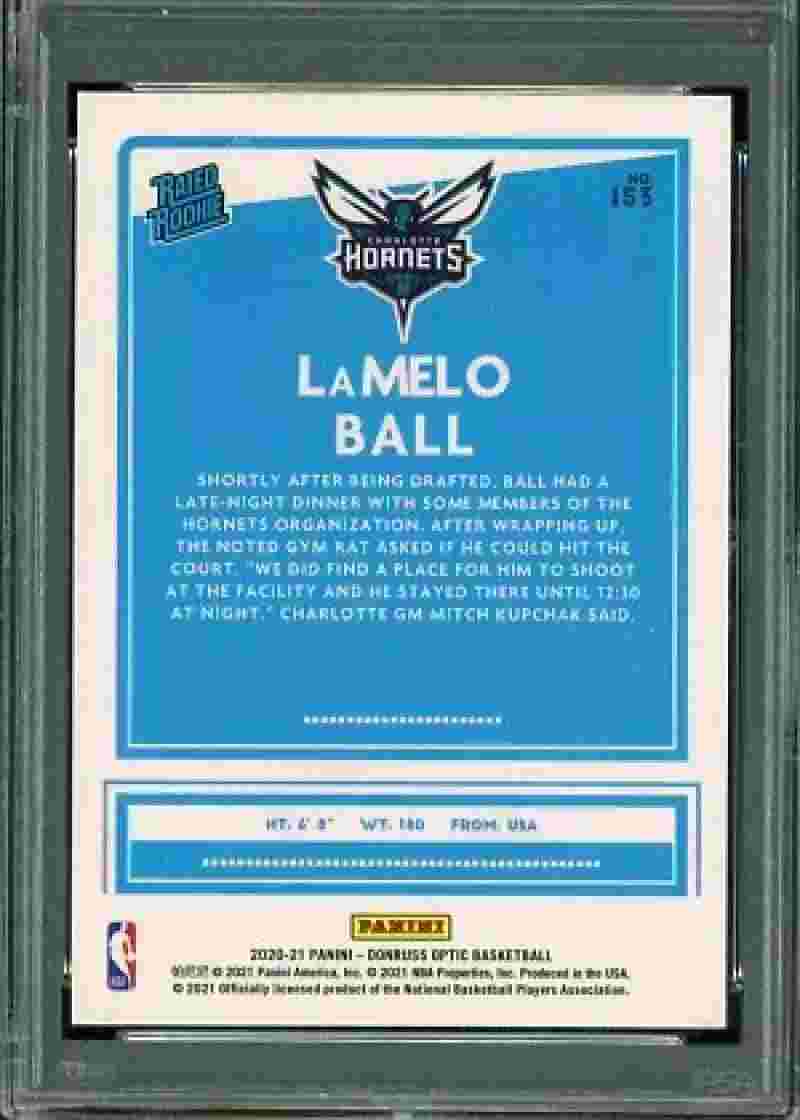 RATED
ROOKIE
NO.
153
CHARLOTTE
HORNETS
LaMELO
BALL
SHORTLY AFTER BEING DRAFTED, BALL HAD A
LATE-NIGHT DINNER WITH SOME MEMBERS OF THE
HORNETS ORGANIZATION. AFTER WRAPPING UP,
THE NOTED GYM RAT ASKED IF HE COULD HIT THE
COURT. "WE DID FIND A PLACE FOR HIM TO SHOOT
AT THE FACILITY AND HE STAYED THERE UNTIL 12:30
AT NIGHT," CHARLOTTE GM MITCH KUPCHAK SAID.
HT: 6' 8" WT: 180 FROM: USA
PANINI
NBA
2020-21 PANINI – DONRUSS OPTIC BASKETBALL
© 2021 Panini America, Inc. © 2021 NBA Properties, Inc. Produced in the USA.
© 2021 Officially licensed product of the National Basketball Players Association.